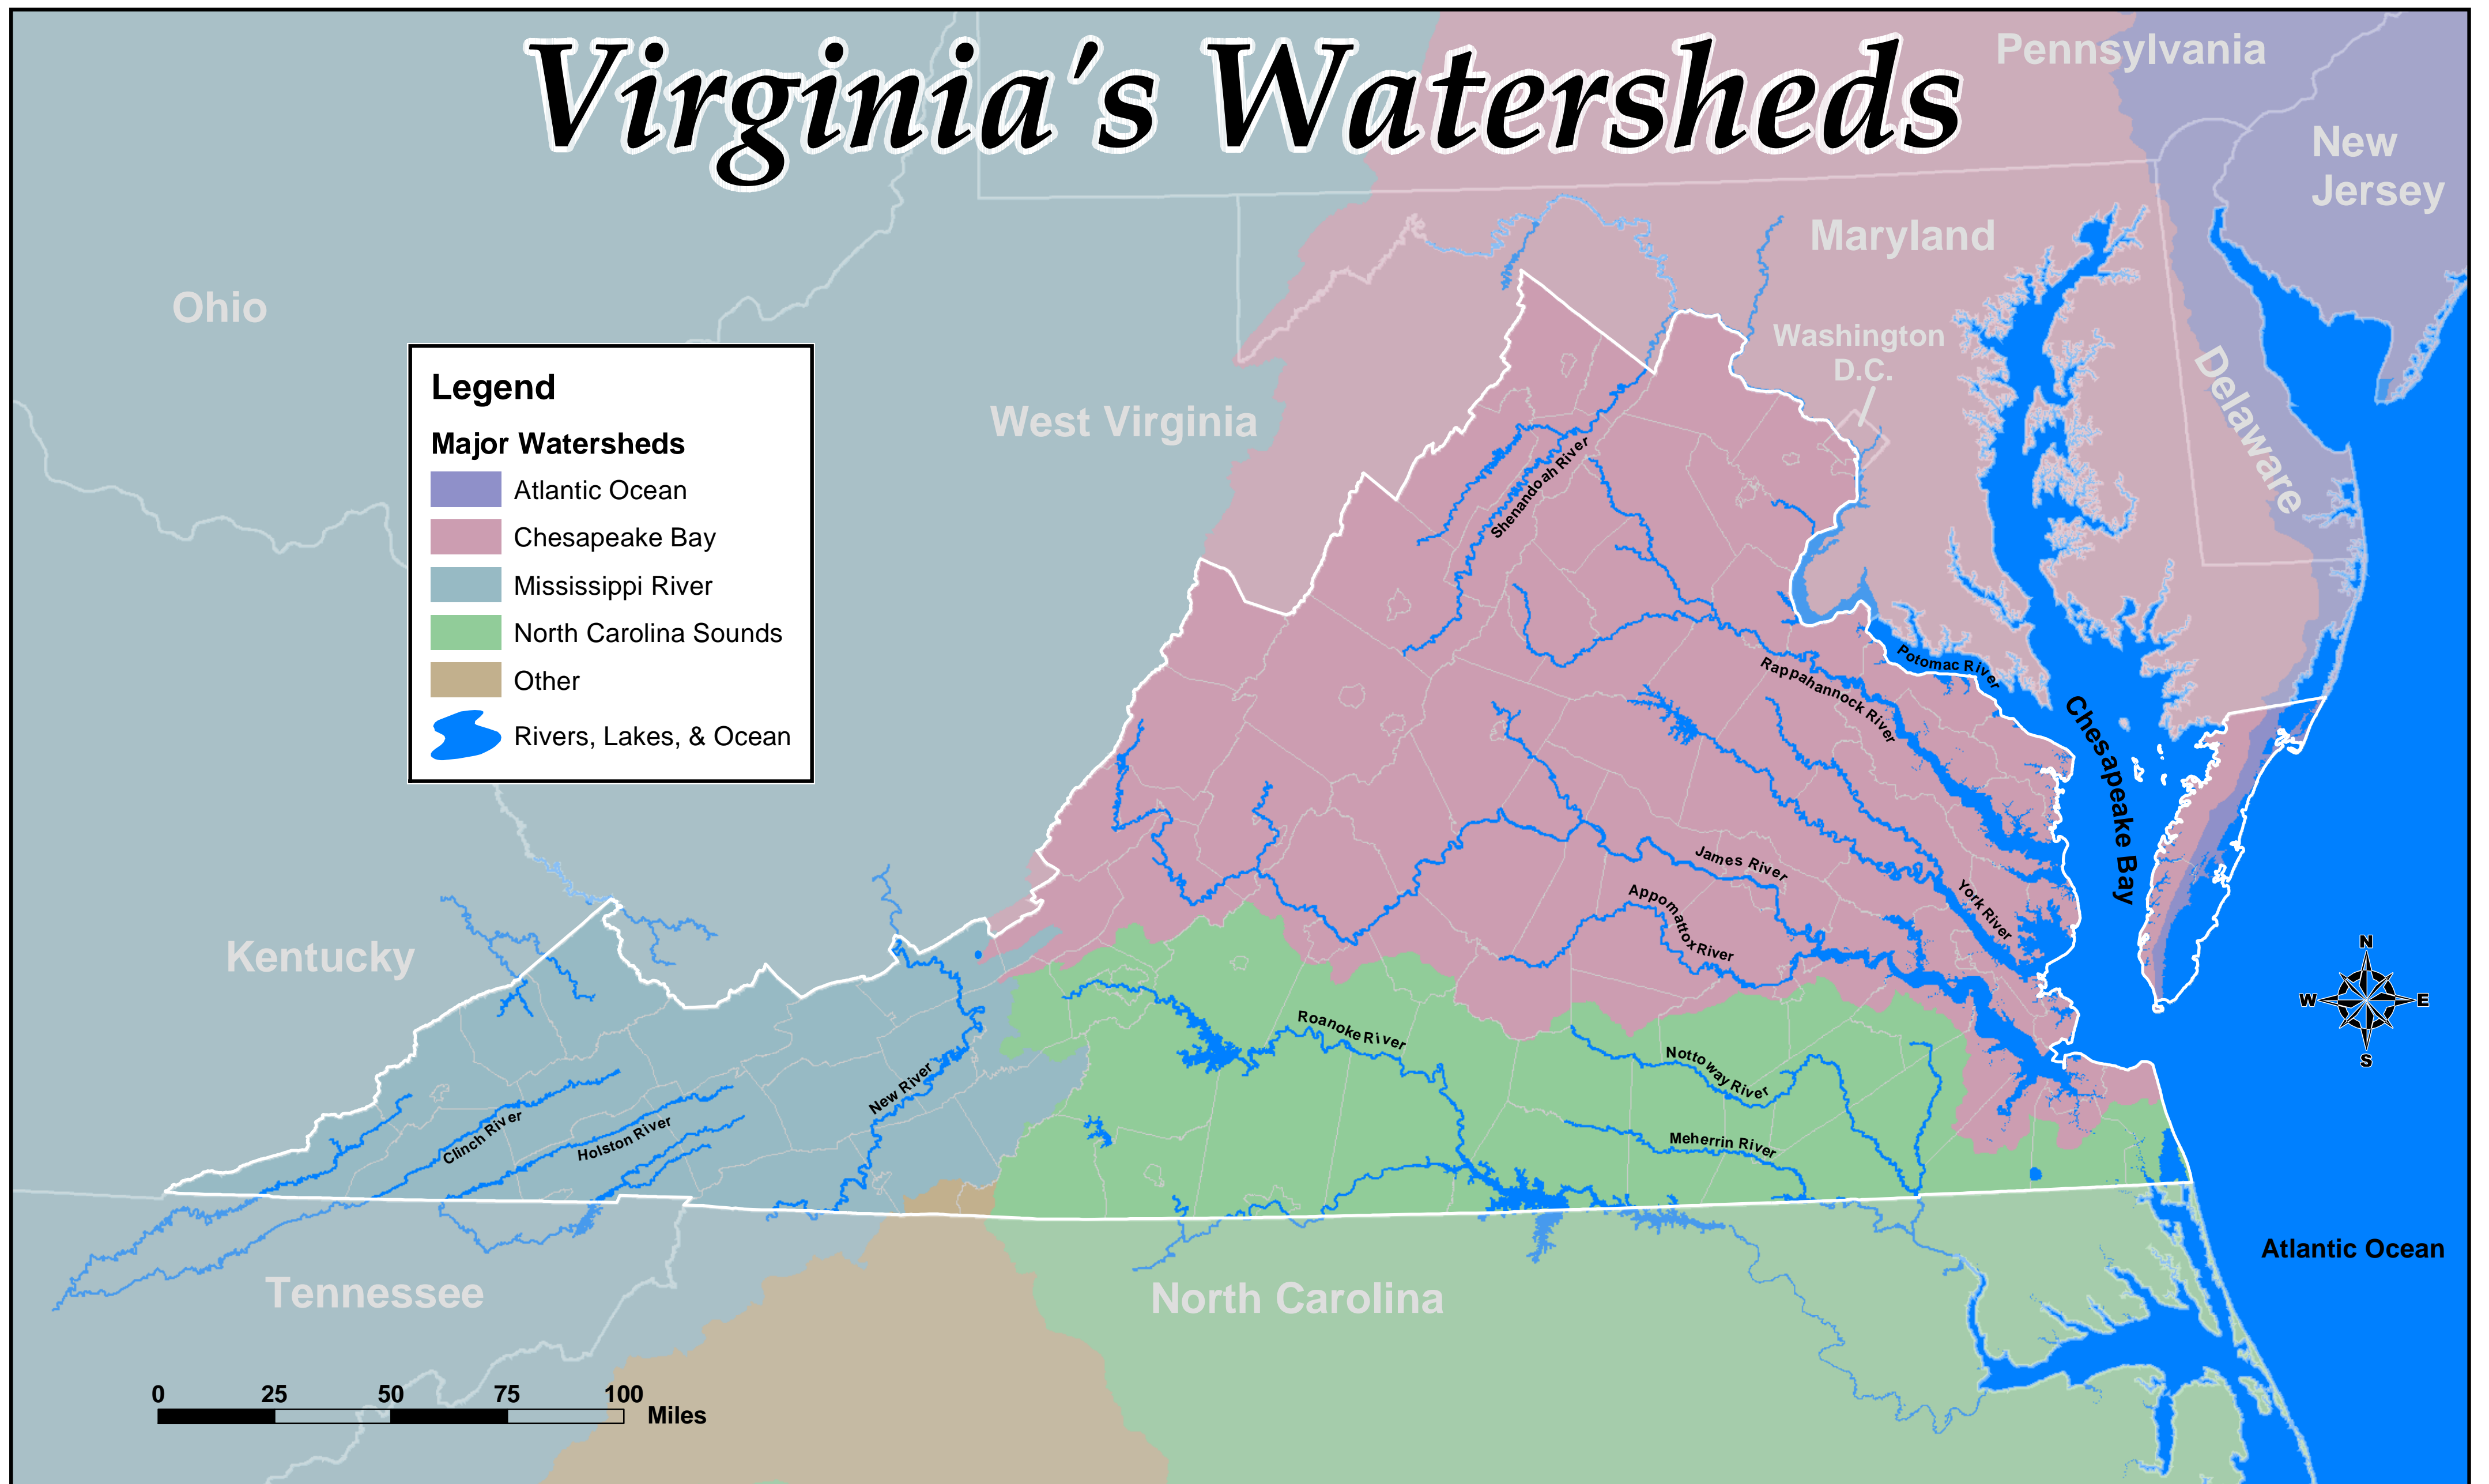 Virginia's Watersheds
Pennsylvania
New
Jersey
Maryland
Ohio
Washington
D.C.
Delaware
West Virginia
Legend
Major Watersheds
Atlantic Ocean
Chesapeake Bay
Mississippi River
North Carolina Sounds
Other
Rivers, Lakes, & Ocean
Shenandoah River
Potomac River
Rappahannock River
Chesapeake Bay
James River
Appomattox River
York River
Kentucky
N
W
E
S
Roanoke River
Nottoway River
New River
Clinch River
Holston River
Meherrin River
Atlantic Ocean
Tennessee
North Carolina
0 25 50 75 100
Miles